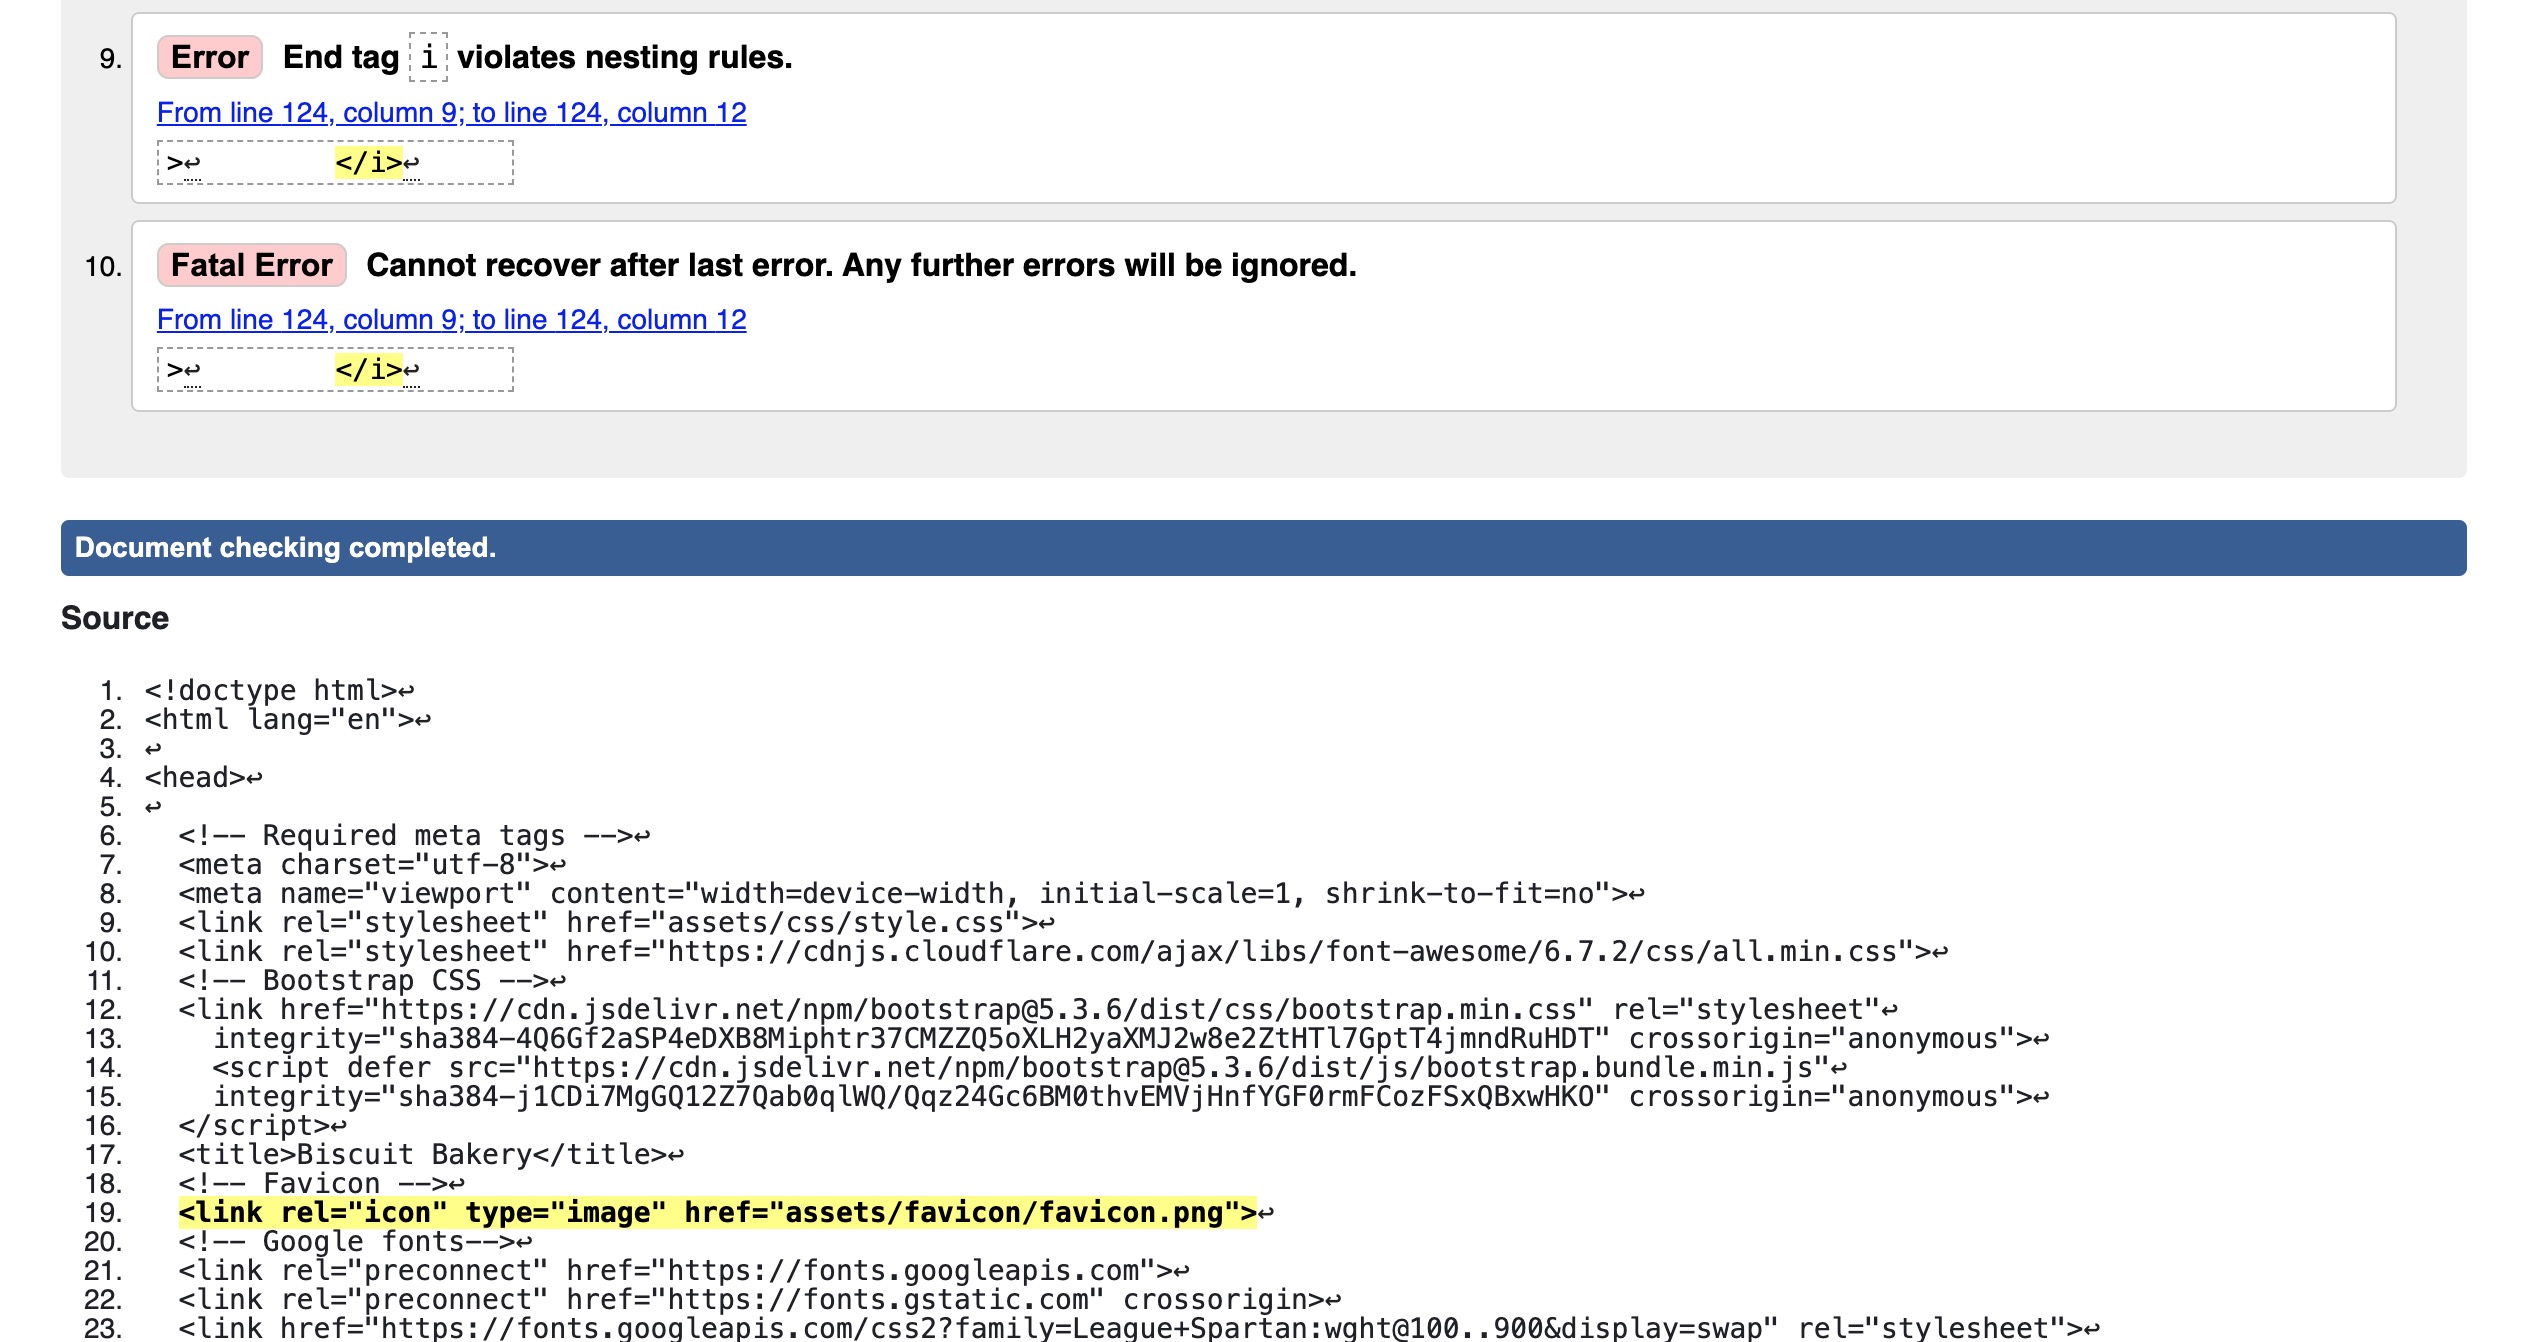 9. Error End tag i violates nesting rules.
From line 124, column 9; to line 124, column 12
>↩        </i>↩
10. Fatal Error Cannot recover after last error. Any further errors will be ignored.
From line 124, column 9; to line 124, column 12
>↩        </i>↩
Document checking completed.
Source
1. <!doctype html>↩
2. <html lang="en">↩
3. ↩
4. <head>↩
5. ↩
6.   <!-- Required meta tags -->↩
7.   <meta charset="utf-8">↩
8.   <meta name="viewport" content="width=device-width, initial-scale=1, shrink-to-fit=no">↩
9.   <link rel="stylesheet" href="assets/css/style.css">↩
10.   <link rel="stylesheet" href="https://cdnjs.cloudflare.com/ajax/libs/font-awesome/6.7.2/css/all.min.css">↩
11.   <!-- Bootstrap CSS -->↩
12.   <link href="https://cdn.jsdelivr.net/npm/bootstrap@5.3.6/dist/css/bootstrap.min.css" rel="stylesheet"↩
13.     integrity="sha384-4Q6Gf2aSP4eDXB8Miphtr37CMZZQ5oXLH2yaXMJ2w8e2ZtHTl7GptT4jmndRuHDT" crossorigin="anonymous">↩
14.     <script defer src="https://cdn.jsdelivr.net/npm/bootstrap@5.3.6/dist/js/bootstrap.bundle.min.js"↩
15.     integrity="sha384-j1CDi7MgGQ12Z7Qab0qlWQ/Qqz24Gc6BM0thvEMVjHnfYGF0rmFCozFSxQBxwHKO" crossorigin="anonymous">↩
16.   </script>↩
17.   <title>Biscuit Bakery</title>↩
18.   <!-- Favicon -->↩
19.   <link rel="icon" type="image" href="assets/favicon/favicon.png">↩
20.   <!-- Google fonts-->↩
21.   <link rel="preconnect" href="https://fonts.googleapis.com">↩
22.   <link rel="preconnect" href="https://fonts.gstatic.com" crossorigin>↩
23.   <link href="https://fonts.googleapis.com/css2?family=League+Spartan:wght@100..900&display=swap" rel="stylesheet">↩